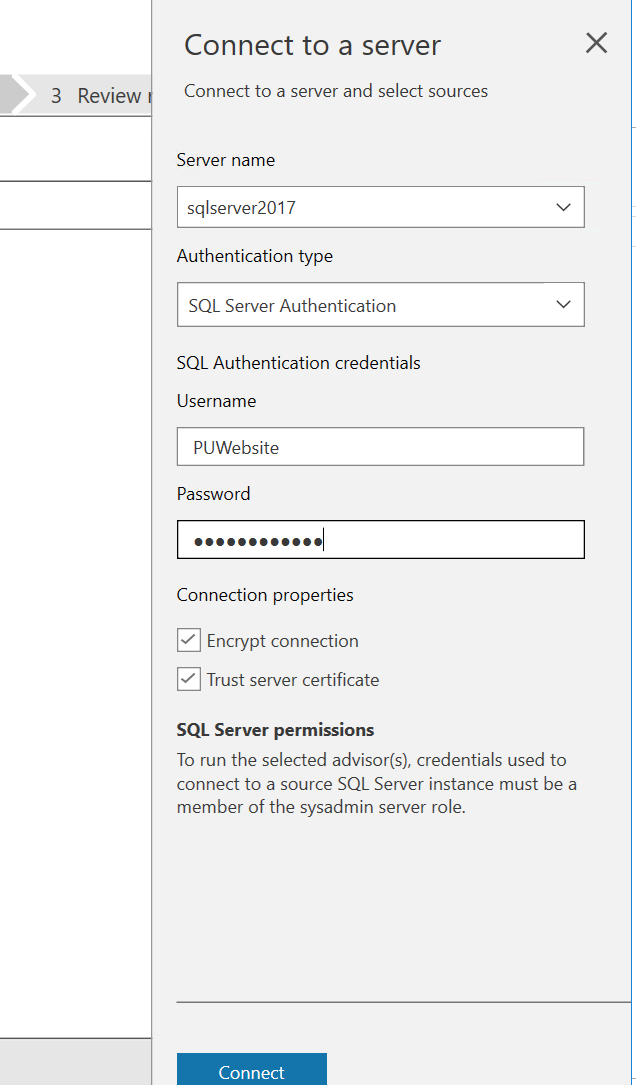 Connect to a server
Connect to a server and select sources
3 Review
Server name
sqlserver2017
Authentication type
SQL Server Authentication
SQL Authentication credentials
Username
PUWebsite
Password
●●●●●●●●●●●●
Connection properties
Encrypt connection
Trust server certificate
SQL Server permissions
To run the selected advisor(s), credentials used to
connect to a source SQL Server instance must be a
member of the sysadmin server role.
Connect